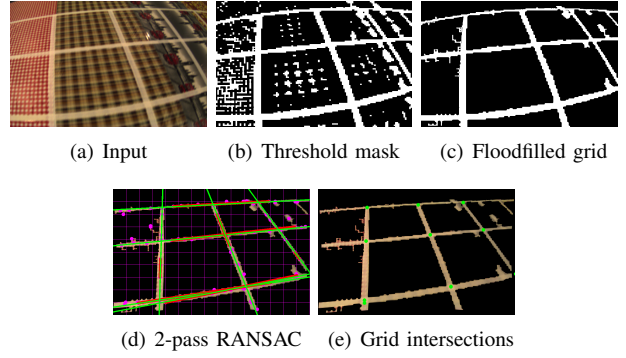 (a) Input
(b) Threshold mask
(c) Floodfilled grid
(d) 2-pass RANSAC
(e) Grid intersections